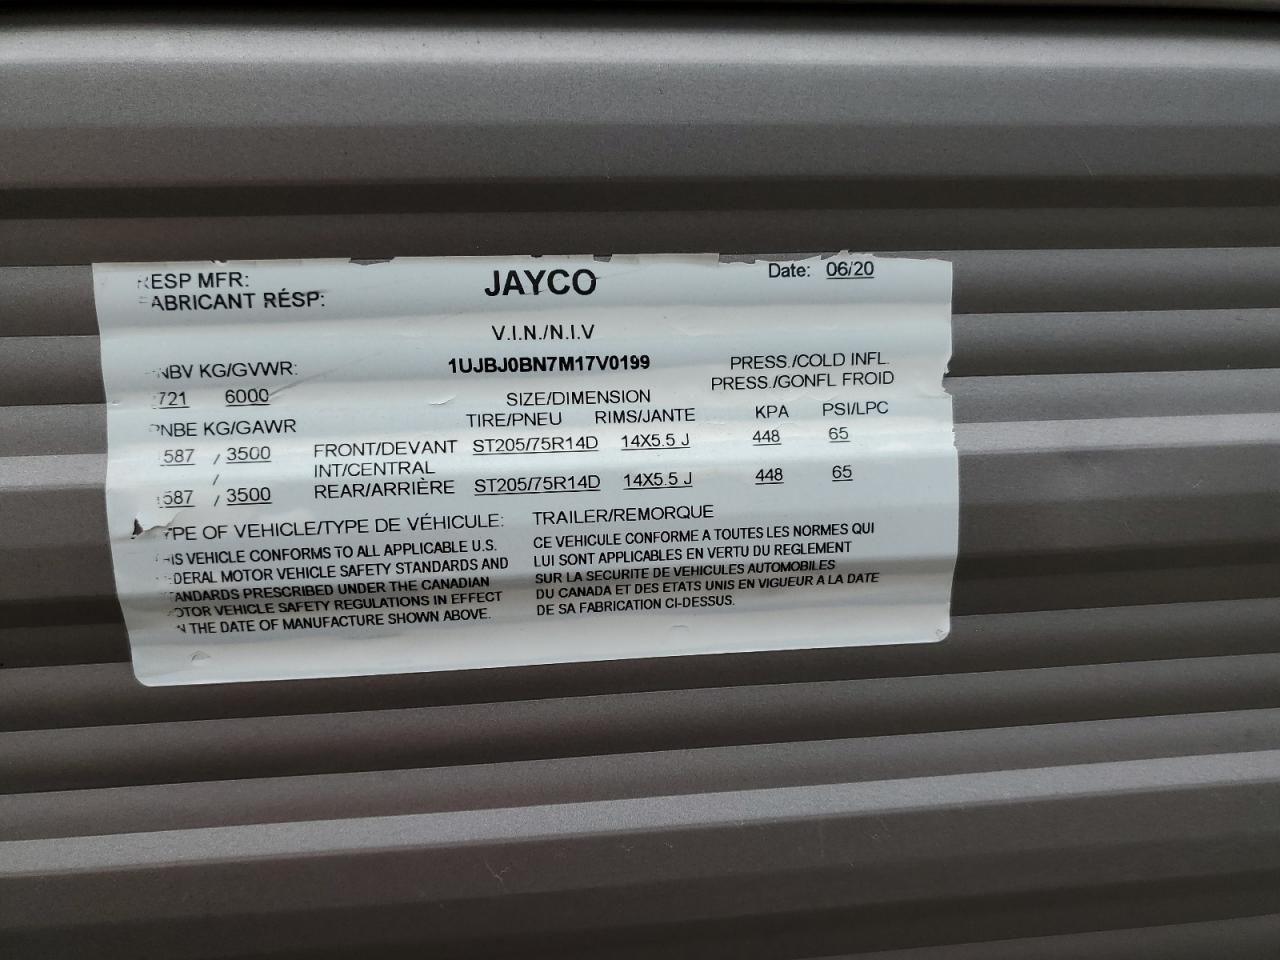 RESP MFR: JAYCO Date: 06/20
FABRICANT RÉSP:
V.I.N./N.I.V
PNBV KG/GVWR: 1UJBJ0BN7M17V0199 PRESS./COLD INFL.
721 6000 SIZE/DIMENSION PRESS./GONFL FROID
PNBE KG/GAWR TIRE/PNEU RIMS/JANTE KPA PSI/LPC
587 / 3500 FRONT/DEVANT ST205/75R14D 14X5.5 J 448 65
/ INT/CENTRAL
1587 / 3500 REAR/ARRIÈRE ST205/75R14D 14X5.5 J 448 65
TYPE OF VEHICLE/TYPE DE VÉHICULE: TRAILER/REMORQUE
THIS VEHICLE CONFORMS TO ALL APPLICABLE U.S.
FEDERAL MOTOR VEHICLE SAFETY STANDARDS AND
STANDARDS PRESCRIBED UNDER THE CANADIAN
MOTOR VEHICLE SAFETY REGULATIONS IN EFFECT
ON THE DATE OF MANUFACTURE SHOWN ABOVE.
CE VEHICULE CONFORME A TOUTES LES NORMES QUI
LUI SONT APPLICABLES EN VERTU DU REGLEMENT
SUR LA SECURITE DE VEHICULES AUTOMOBILES
DU CANADA ET DES ETATS UNIS EN VIGUEUR A LA DATE
DE SA FABRICATION CI-DESSUS.